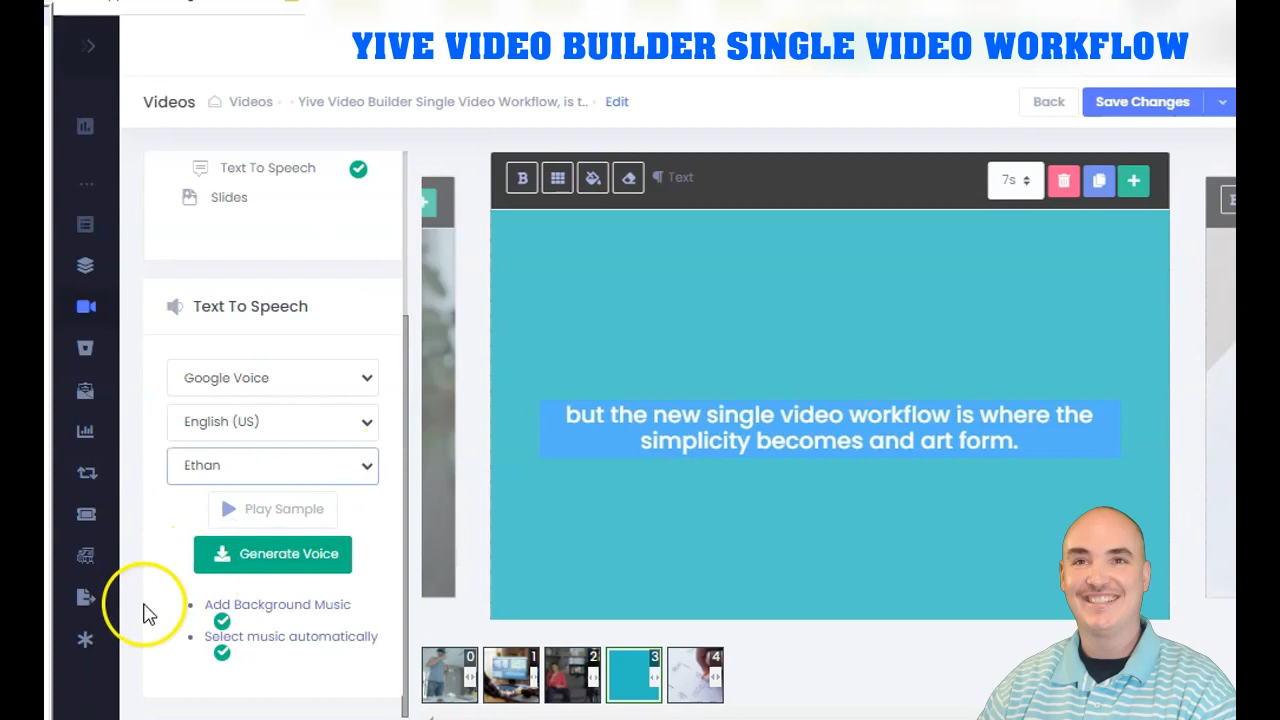 YIVE VIDEO BUILDER SINGLE VIDEO WORKFLOW
Videos Videos Yive Video Builder Single Video Workflow, is t.. Edit Back Save Changes
Text To Speech
Slides
B Text 7s
Text To Speech
Google Voice
English (US)
Ethan
Play Sample
Generate Voice
Add Background Music
Select music automatically
but the new single video workflow is where the
simplicity becomes and art form.
0 1 2 3 4